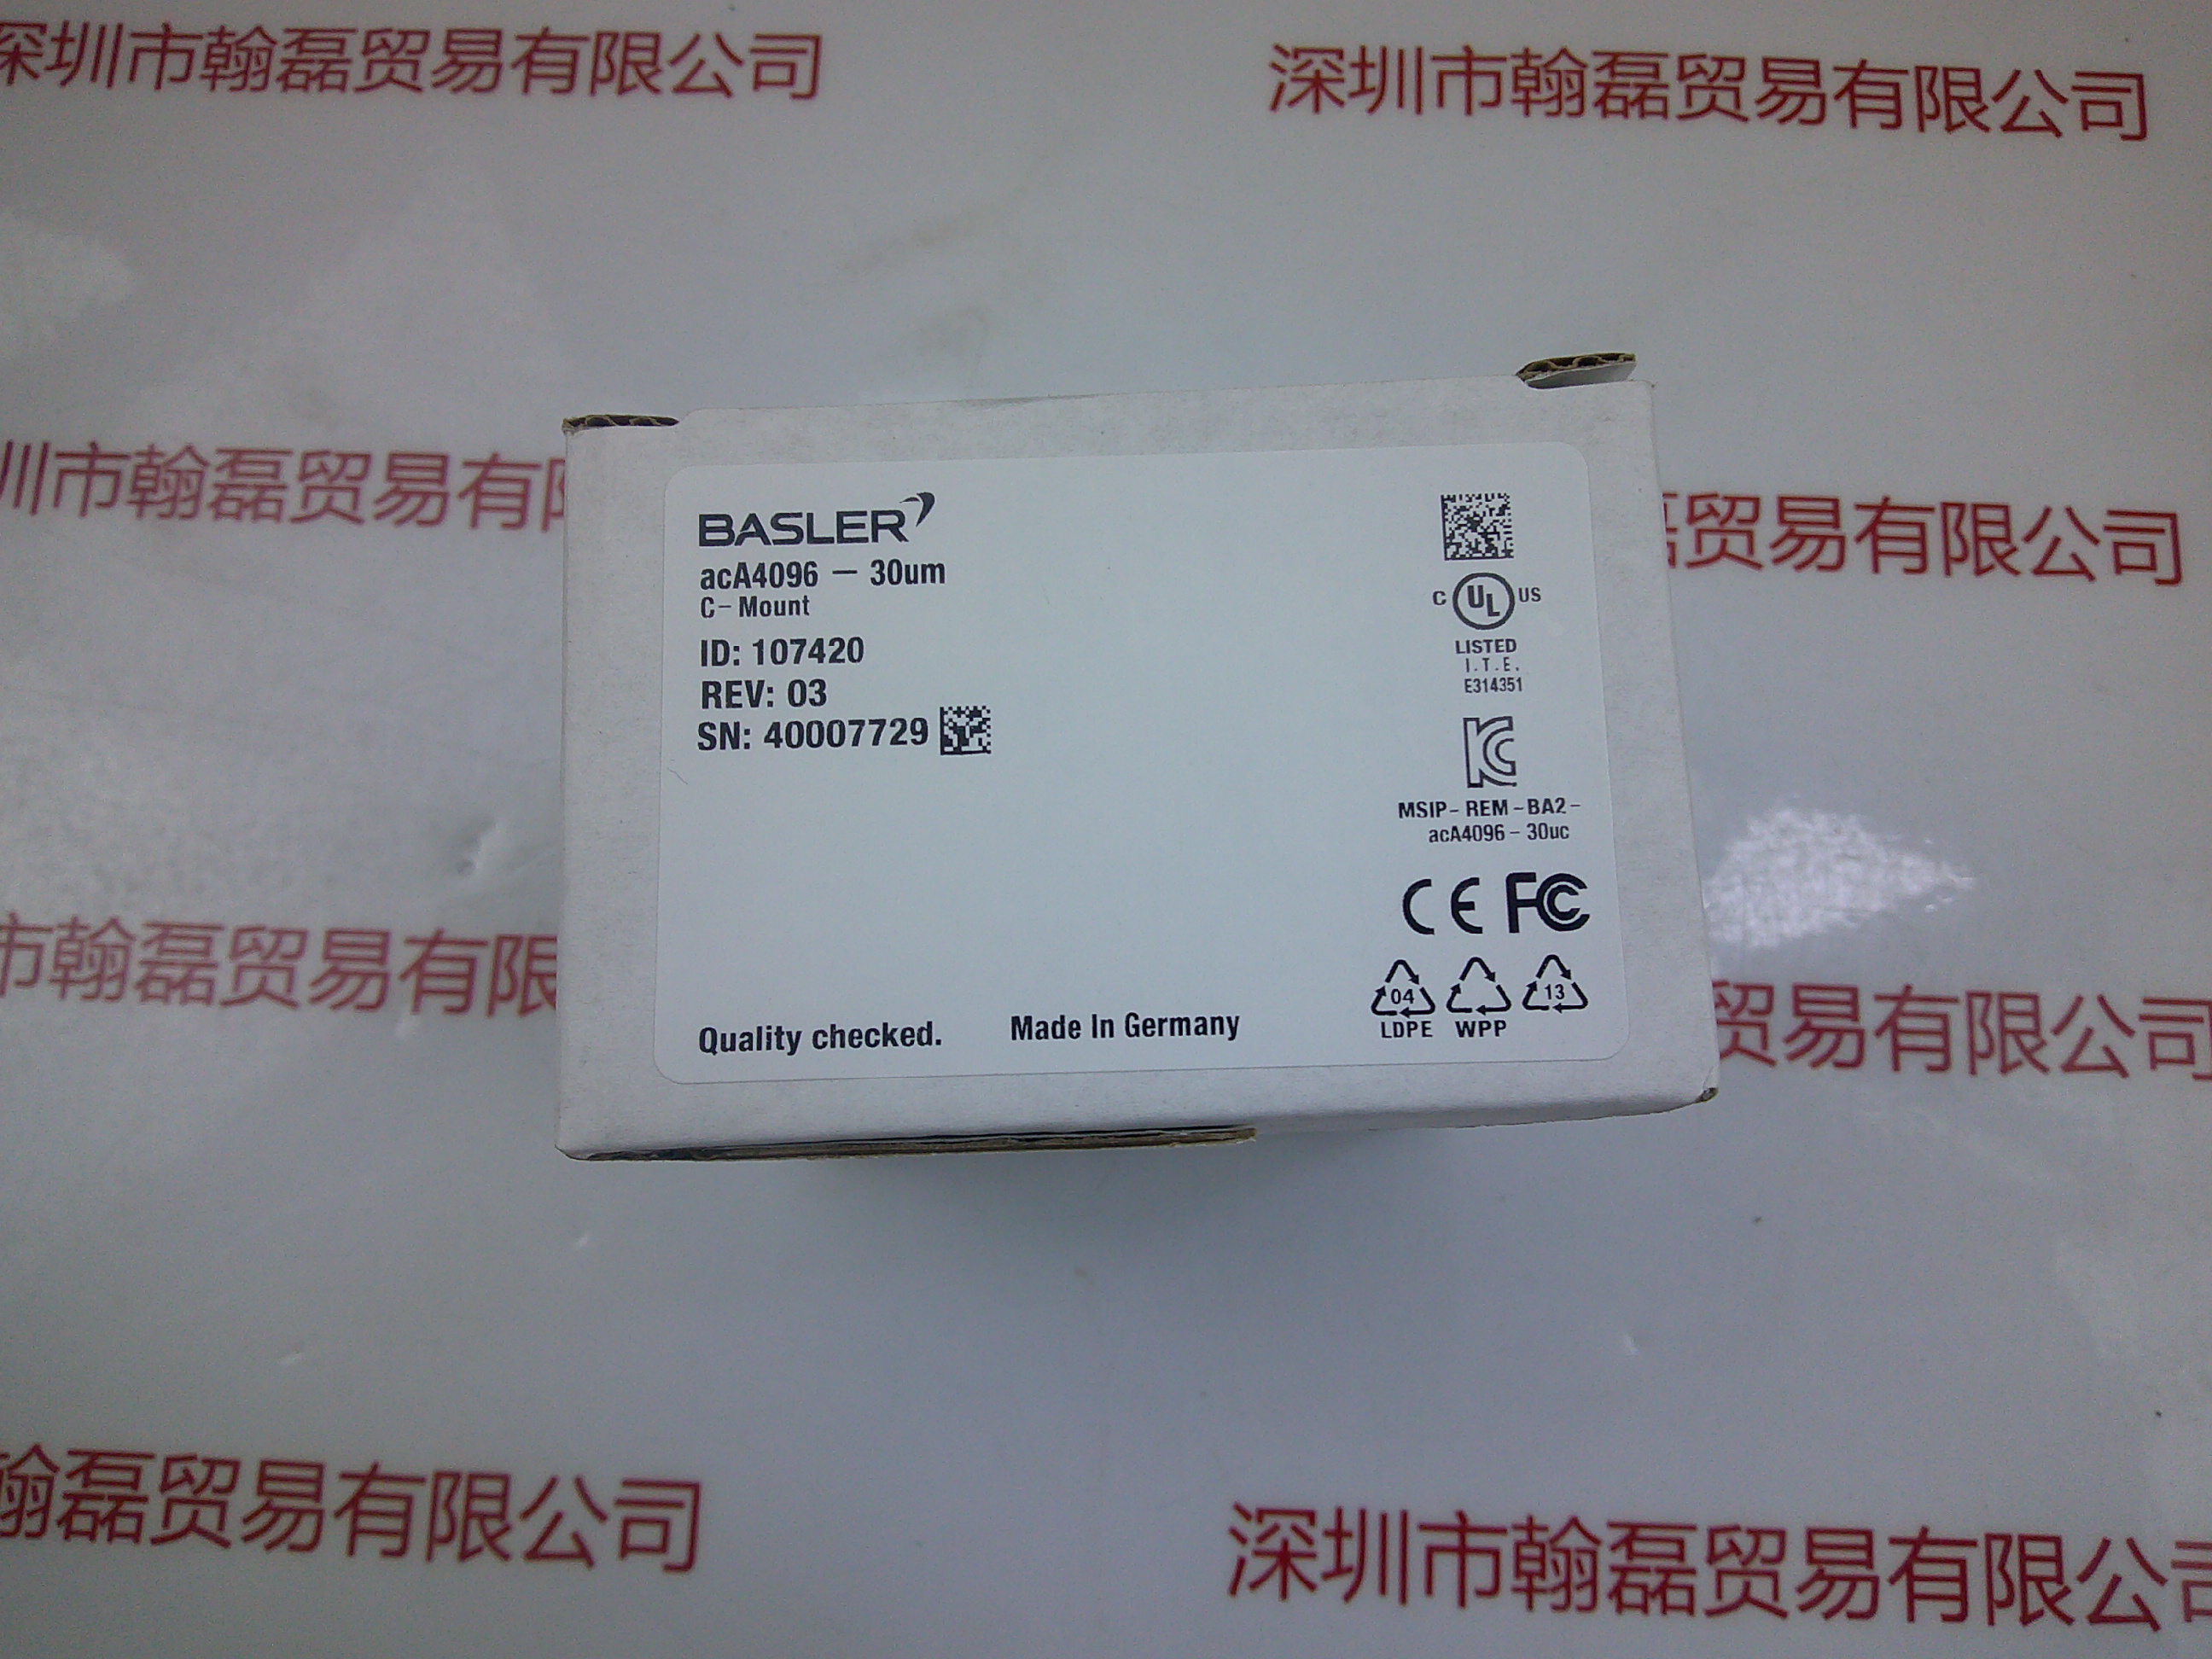 深圳市翰磊贸易有限公司
深圳市翰磊贸易有限公司
圳市翰磊贸易有
贸易有限公司
BASLER
acA4096 – 30um
C- Mount
ID: 107420
REV: 03
SN: 40007729
C UL US
LISTED
I.T.E.
E314351
MSIP- REM -BA2-
acA4096 - 30uc
CE FC
04 13
LDPE WPP
Quality checked. Made In Germany
市翰磊贸易有限
贸易有限公司
翰磊贸易有限公司
深圳市翰磊贸易有限公司